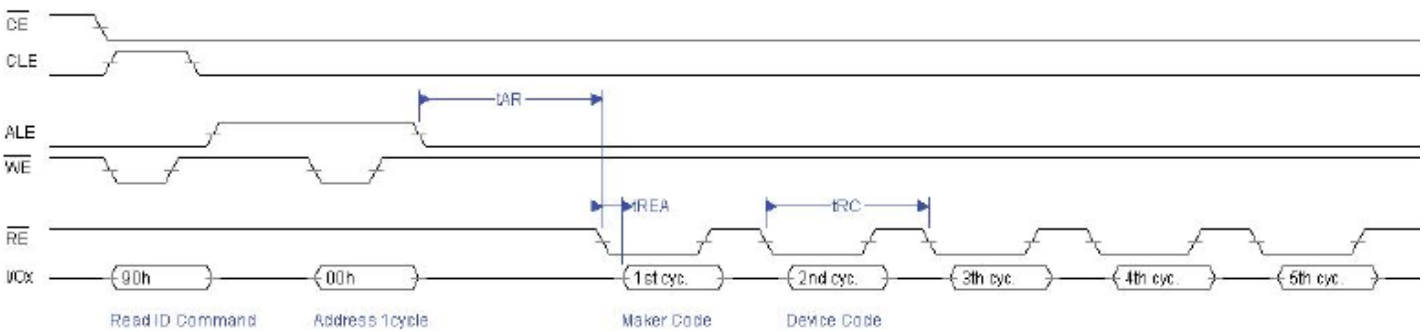 CE
CLE
tAR
ALE
WE
tREA
tRC
RE
I/Ox
90h
00h
1st cyc.
2nd cyc.
3th cyc.
4th cyc.
5th cyc.
Read ID Command
Address 1cycle
Maker Code
Device Code